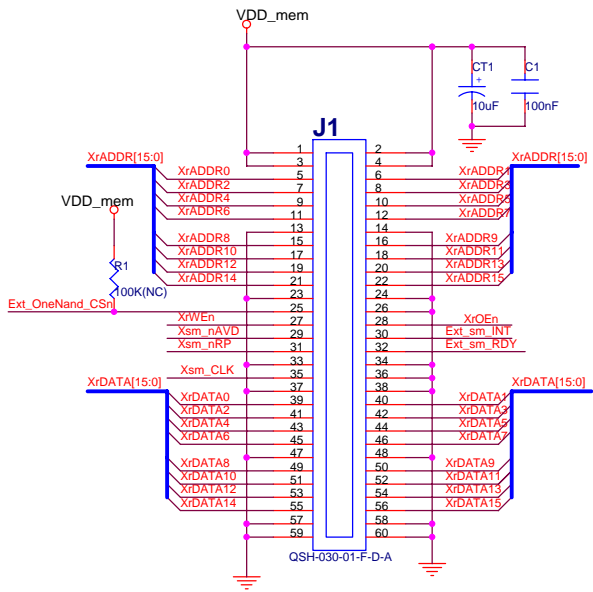 VDD_mem
CT1
C1
+
10uF
100nF
J1
1 2
3 4
XrADDR[15:0] XrADDR[15:0]
XrADDR0 5 6 XrADDR1
XrADDR2 7 8 XrADDR3
XrADDR4 9 10 XrADDR5
VDD_mem
XrADDR6 11 12 XrADDR7
13 14
XrADDR8 15 16 XrADDR9
XrADDR10 17 18 XrADDR11
XrADDR12 19 20 XrADDR13
R1
XrADDR14 21 22 XrADDR15
100K(NC)
23 24
Ext_OneNand_CSn 25 26
XrWEn 27 28 XrOEn
Xsm_nAVD 29 30 Ext_sm_INT
Xsm_nRP 31 32 Ext_sm_RDY
33 34
Xsm_CLK 35 36
XrDATA[15:0] 37 38 XrDATA[15:0]
XrDATA0 39 40 XrDATA1
XrDATA2 41 42 XrDATA3
XrDATA4 43 44 XrDATA5
XrDATA6 45 46 XrDATA7
47 48
XrDATA8 49 50 XrDATA9
XrDATA10 51 52 XrDATA11
XrDATA12 53 54 XrDATA13
XrDATA14 55 56 XrDATA15
57 58
59 60
QSH-030-01-F-D-A